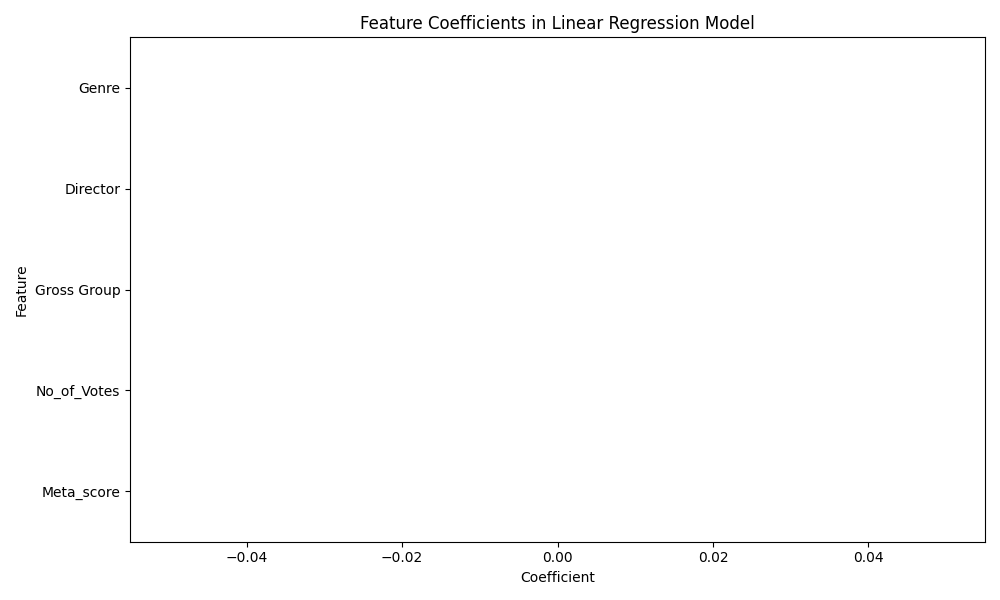 Feature Coefficients in Linear Regression Model
Genre
Director
Gross Group
No_of_Votes
Meta_score
Feature
−0.04
−0.02
0.00
0.02
0.04
Coefficient